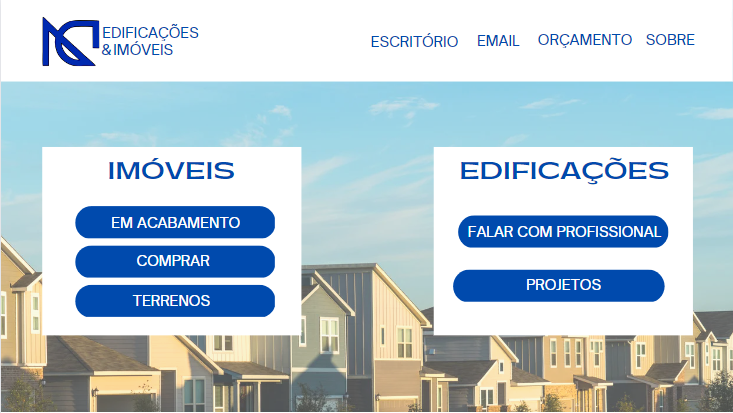 EDIFICAÇÕES
& IMÓVEIS
ESCRITÓRIO EMAIL ORÇAMENTO SOBRE
IMÓVEIS
EM ACABAMENTO
COMPRAR
TERRENOS
EDIFICAÇÕES
FALAR COM PROFISSIONAL
PROJETOS